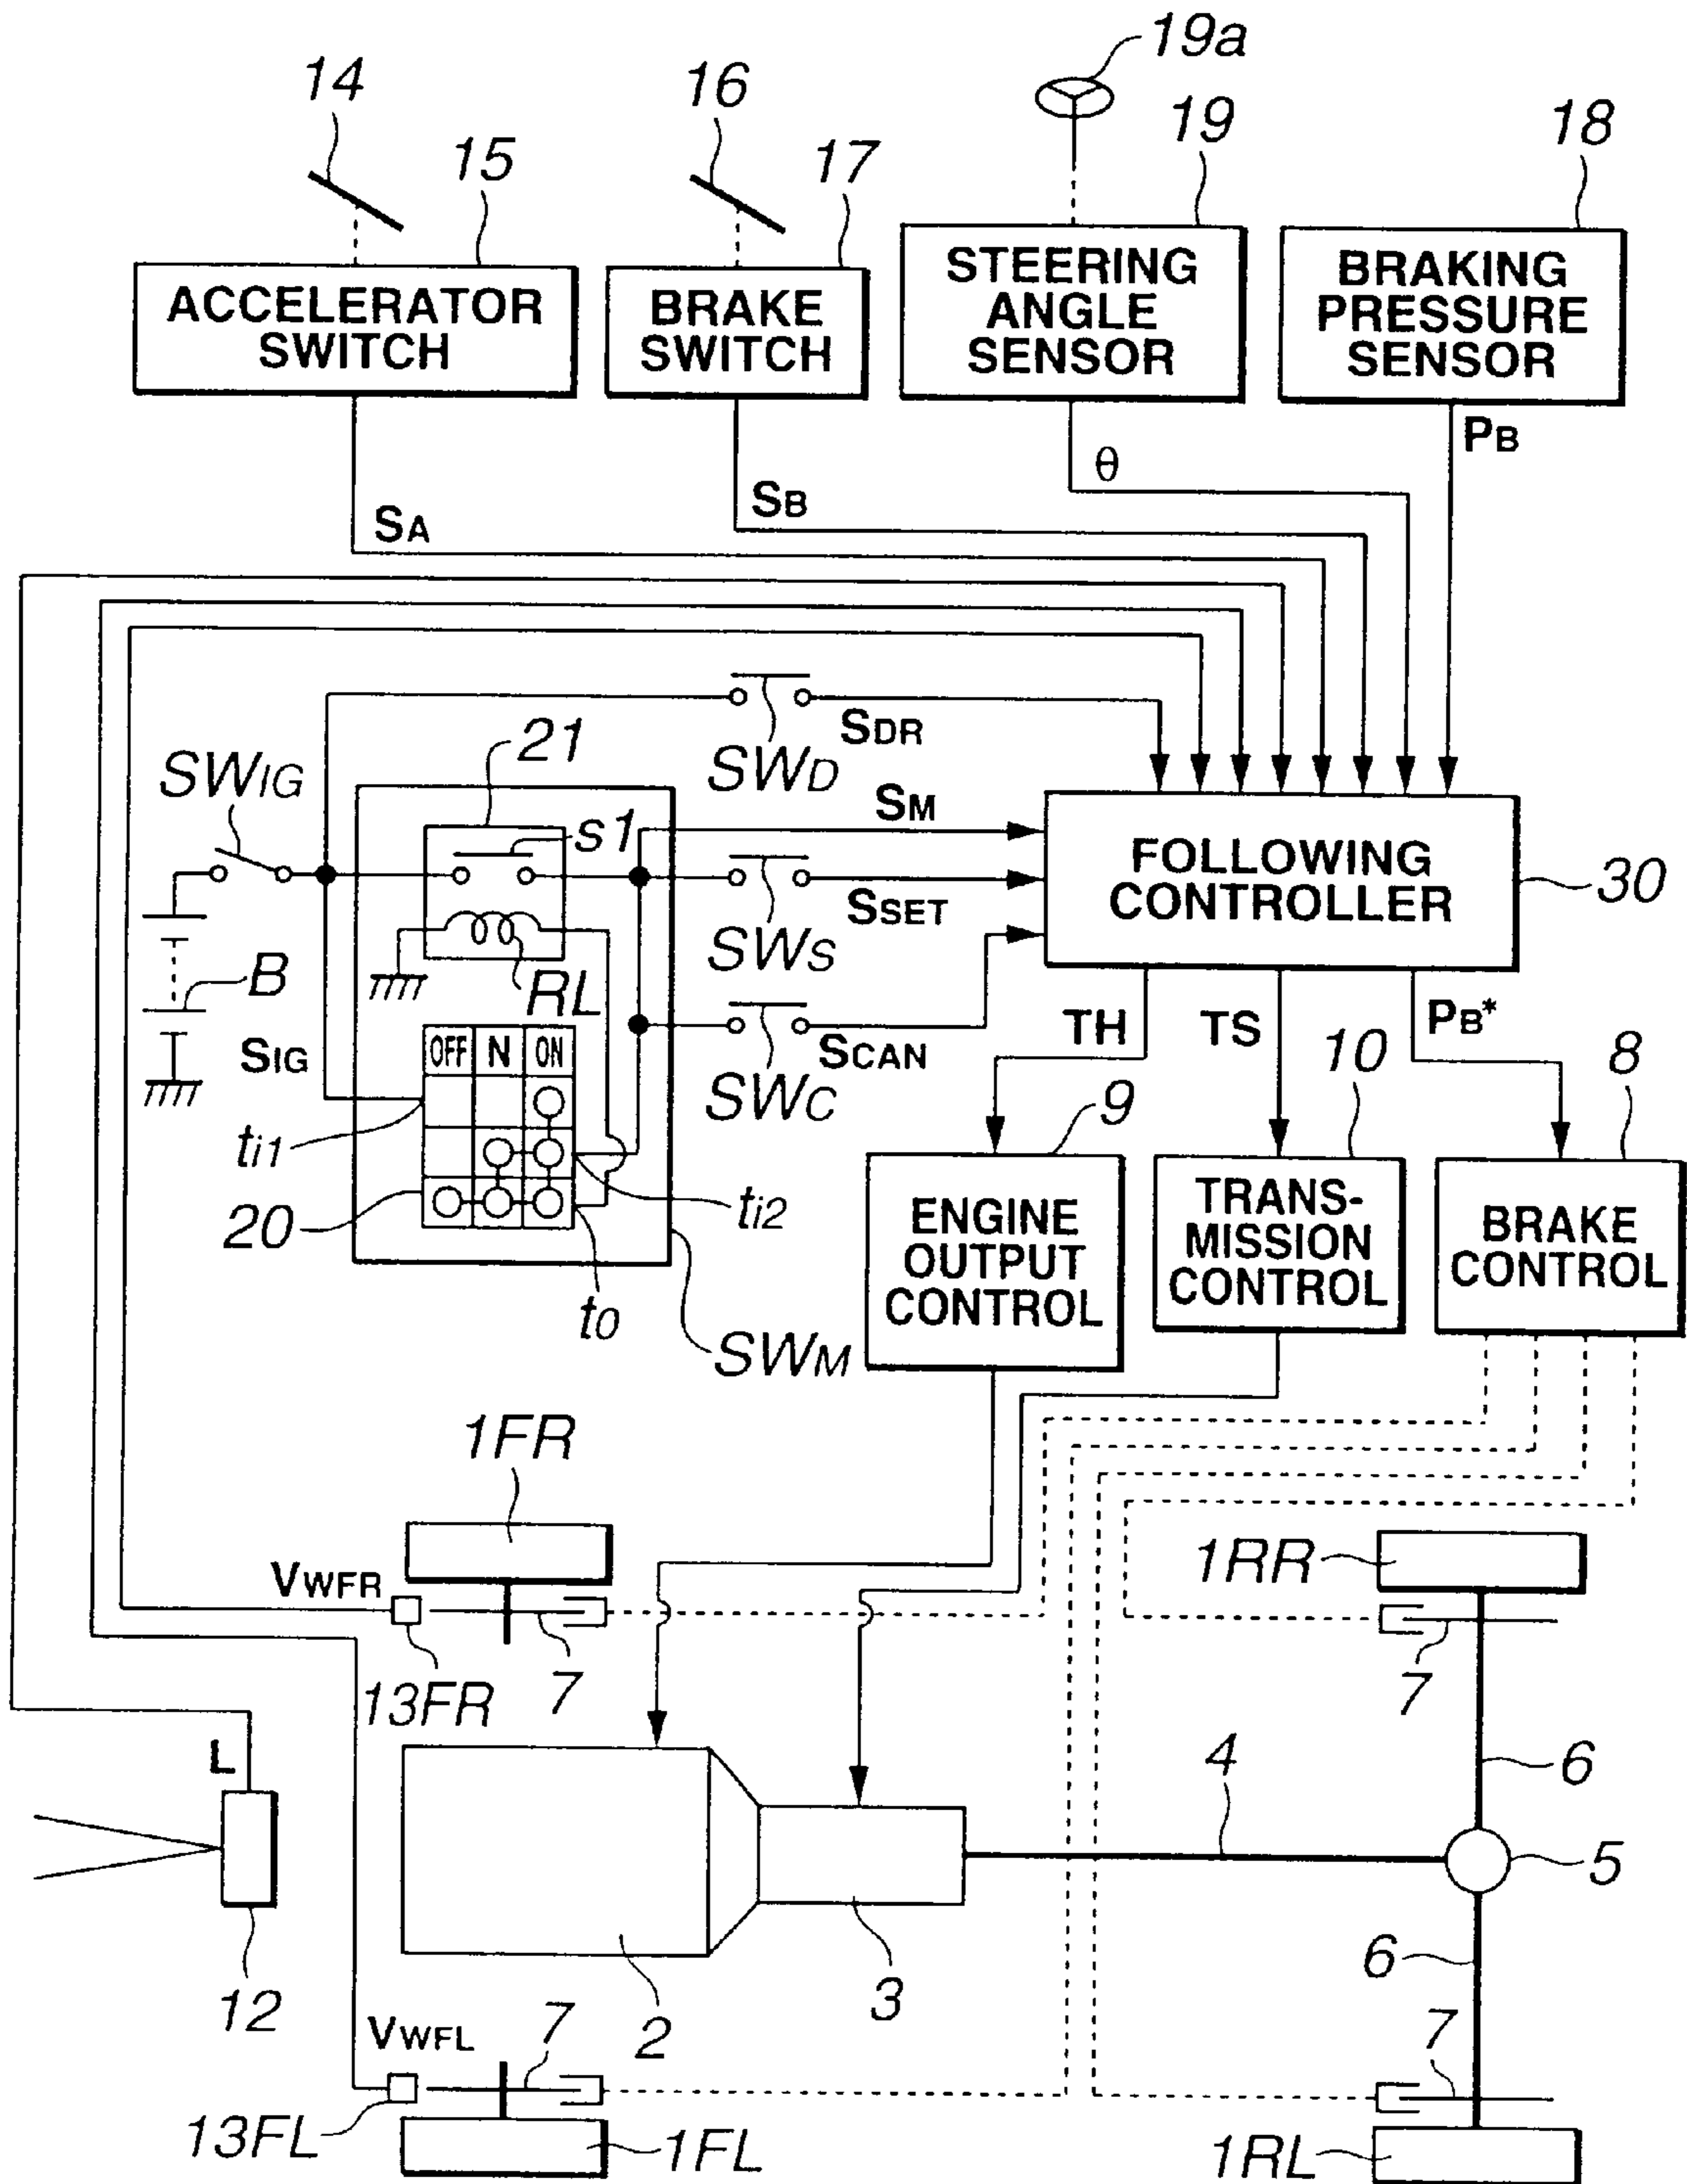 19a
14
16
15
17
19
18
ACCELERATOR
SWITCH
BRAKE
SWITCH
STEERING
ANGLE
SENSOR
BRAKING
PRESSURE
SENSOR
PB
θ
SB
SA
SDR
21
SWD
SWIG
SM
s1
FOLLOWING
CONTROLLER
30
SSET
SWS
B
RL
TH
TS
PB*
SIG
OFF N ON
SCAN
10
8
SWC
9
ti1
20
ti2
t0
SWM
ENGINE
OUTPUT
CONTROL
TRANS-
MISSION
CONTROL
BRAKE
CONTROL
1FR
1RR
VWFR
7
7
13FR
L
4
6
5
12
2
3
6
VWFL
7
7
13FL
1FL
1RL